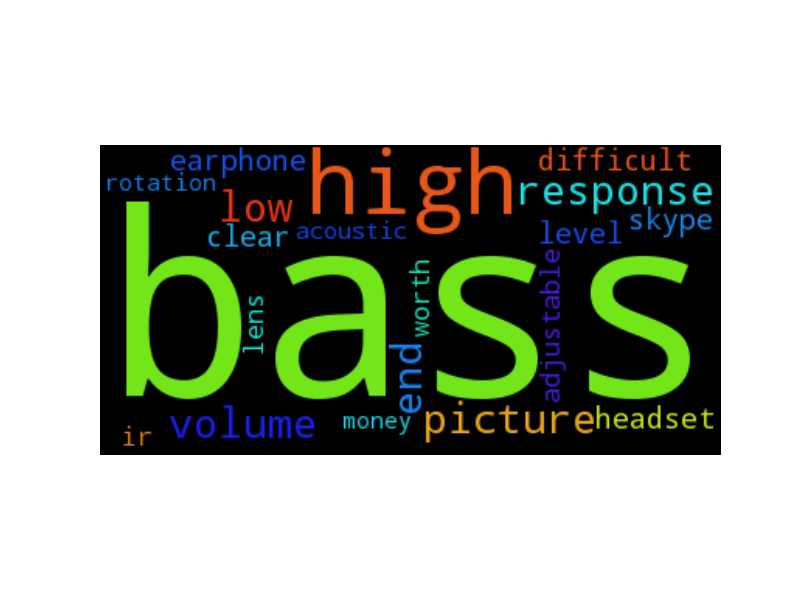 earphone
high
difficult
rotation
response
low
skype
clear
acoustic
level
bass
lens
worth
adjustable
end
volume
money
picture
headset
ir